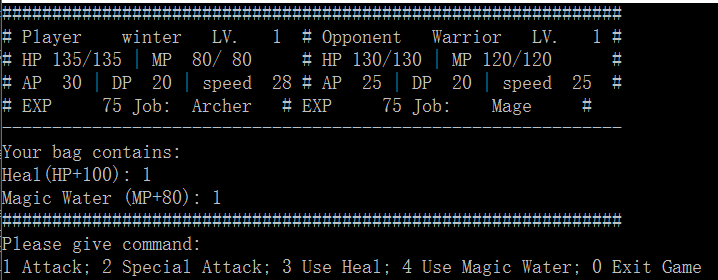 ##############################################################
# Player    winter  LV.   1  # Opponent   Warrior  LV.   1 #
# HP 135/135 | MP  80/ 80      # HP 130/130 | MP 120/120      #
# AP  30 | DP  20 | speed  28 # AP  25 | DP  20 | speed  25  #
# EXP     75 Job:  Archer   # EXP     75 Job:    Mage     #
--------------------------------------------------------------
Your bag contains:
Heal(HP+100): 1
Magic Water (MP+80): 1
##############################################################
Please give command:
1 Attack; 2 Special Attack; 3 Use Heal; 4 Use Magic Water; 0 Exit Game